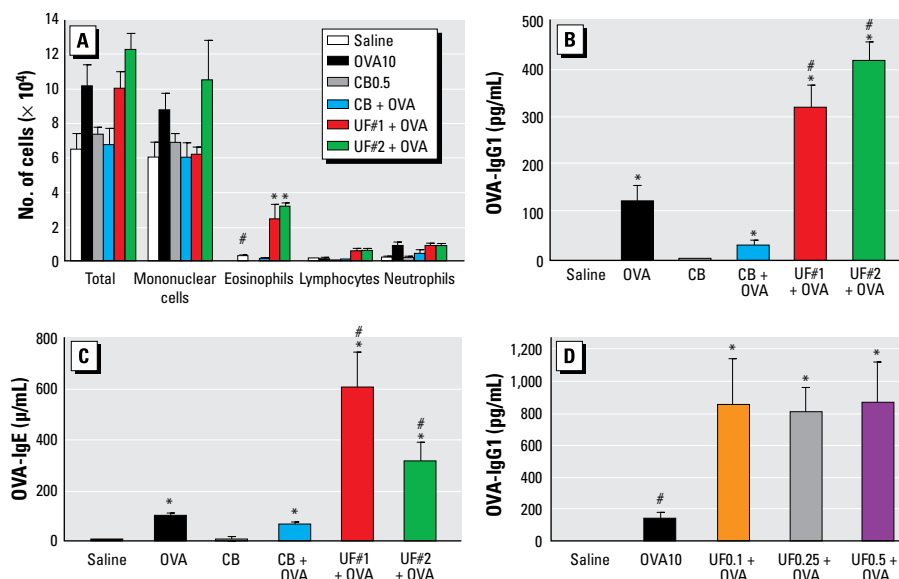 A
14
12
10
8
6
4
2
0
No. of cells (× 10⁴)
Saline
OVA10
CB0.5
CB + OVA
UF#1 + OVA
UF#2 + OVA
#
* *
Total Mononuclear cells Eosinophils Lymphocytes Neutrophils
B
500
400
300
200
100
0
OVA-IgG1 (pg/mL)
*
*
#
*
#
*
Saline OVA CB CB + OVA UF#1 + OVA UF#2 + OVA
C
800
600
400
200
0
OVA-IgE (µ/mL)
*
*
#
*
#
*
Saline OVA CB CB + OVA UF#1 + OVA UF#2 + OVA
D
1,200
1,000
800
600
400
200
0
OVA-IgG1 (pg/mL)
#
*
*
*
Saline OVA10 UF0.1 + OVA UF0.25 + OVA UF0.5 + OVA